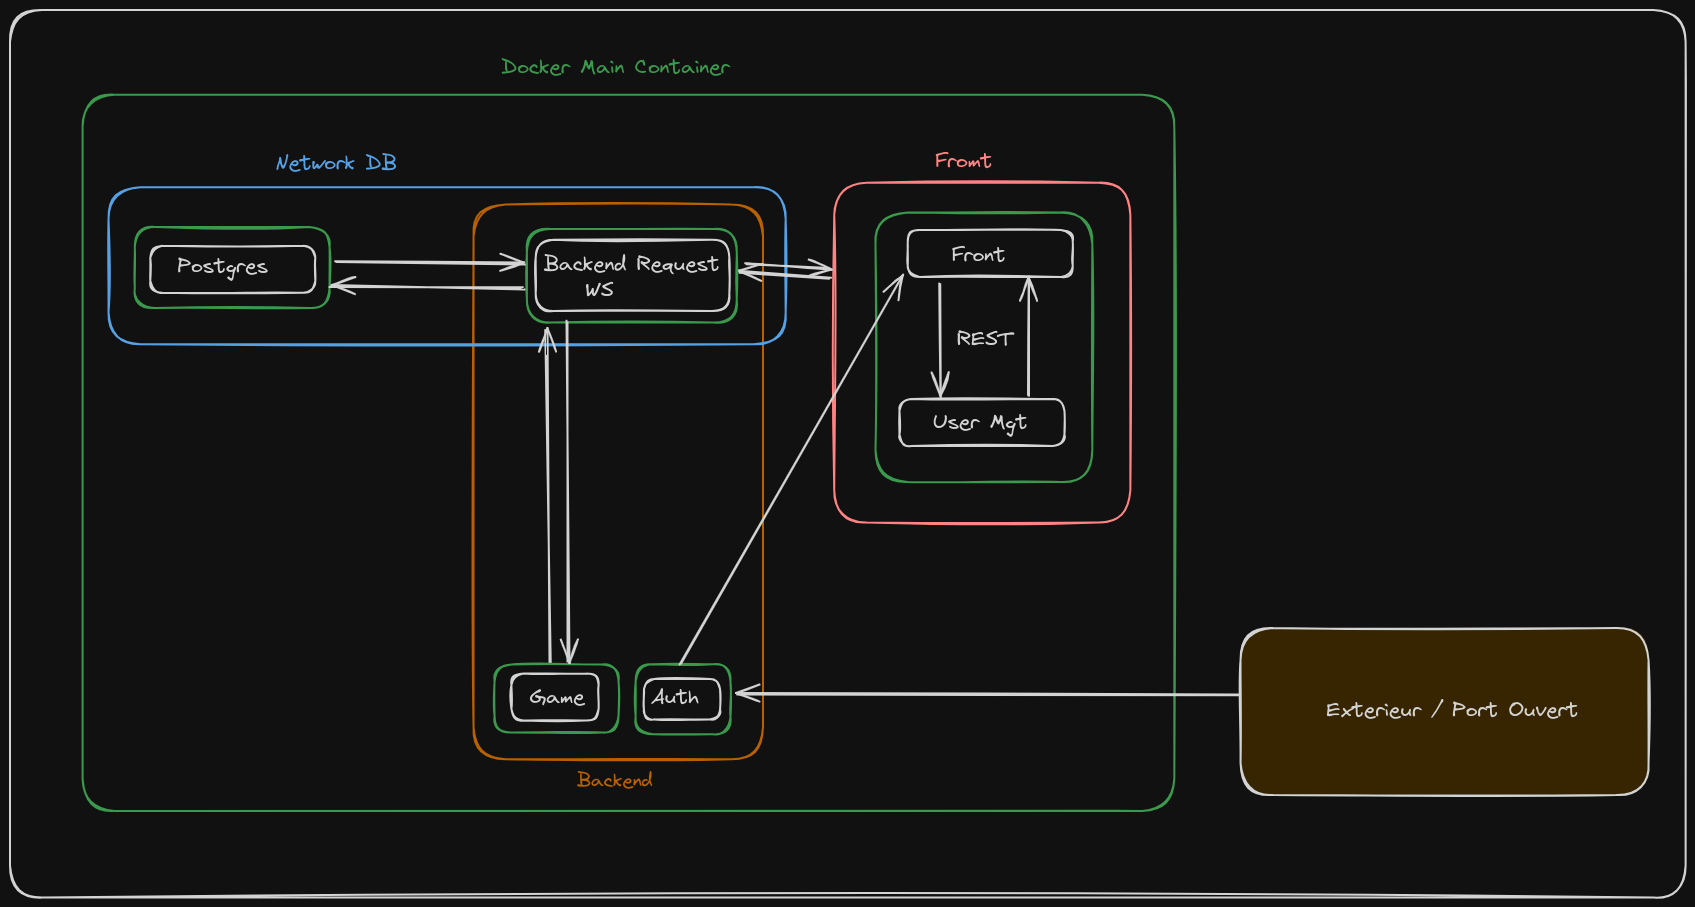 Docker Main Container
Network DB
Fromt
Postgres
Backend Request
WS
Front
REST
User Mgt
Game
Auth
Exterieur / Port Ouvert
Backend